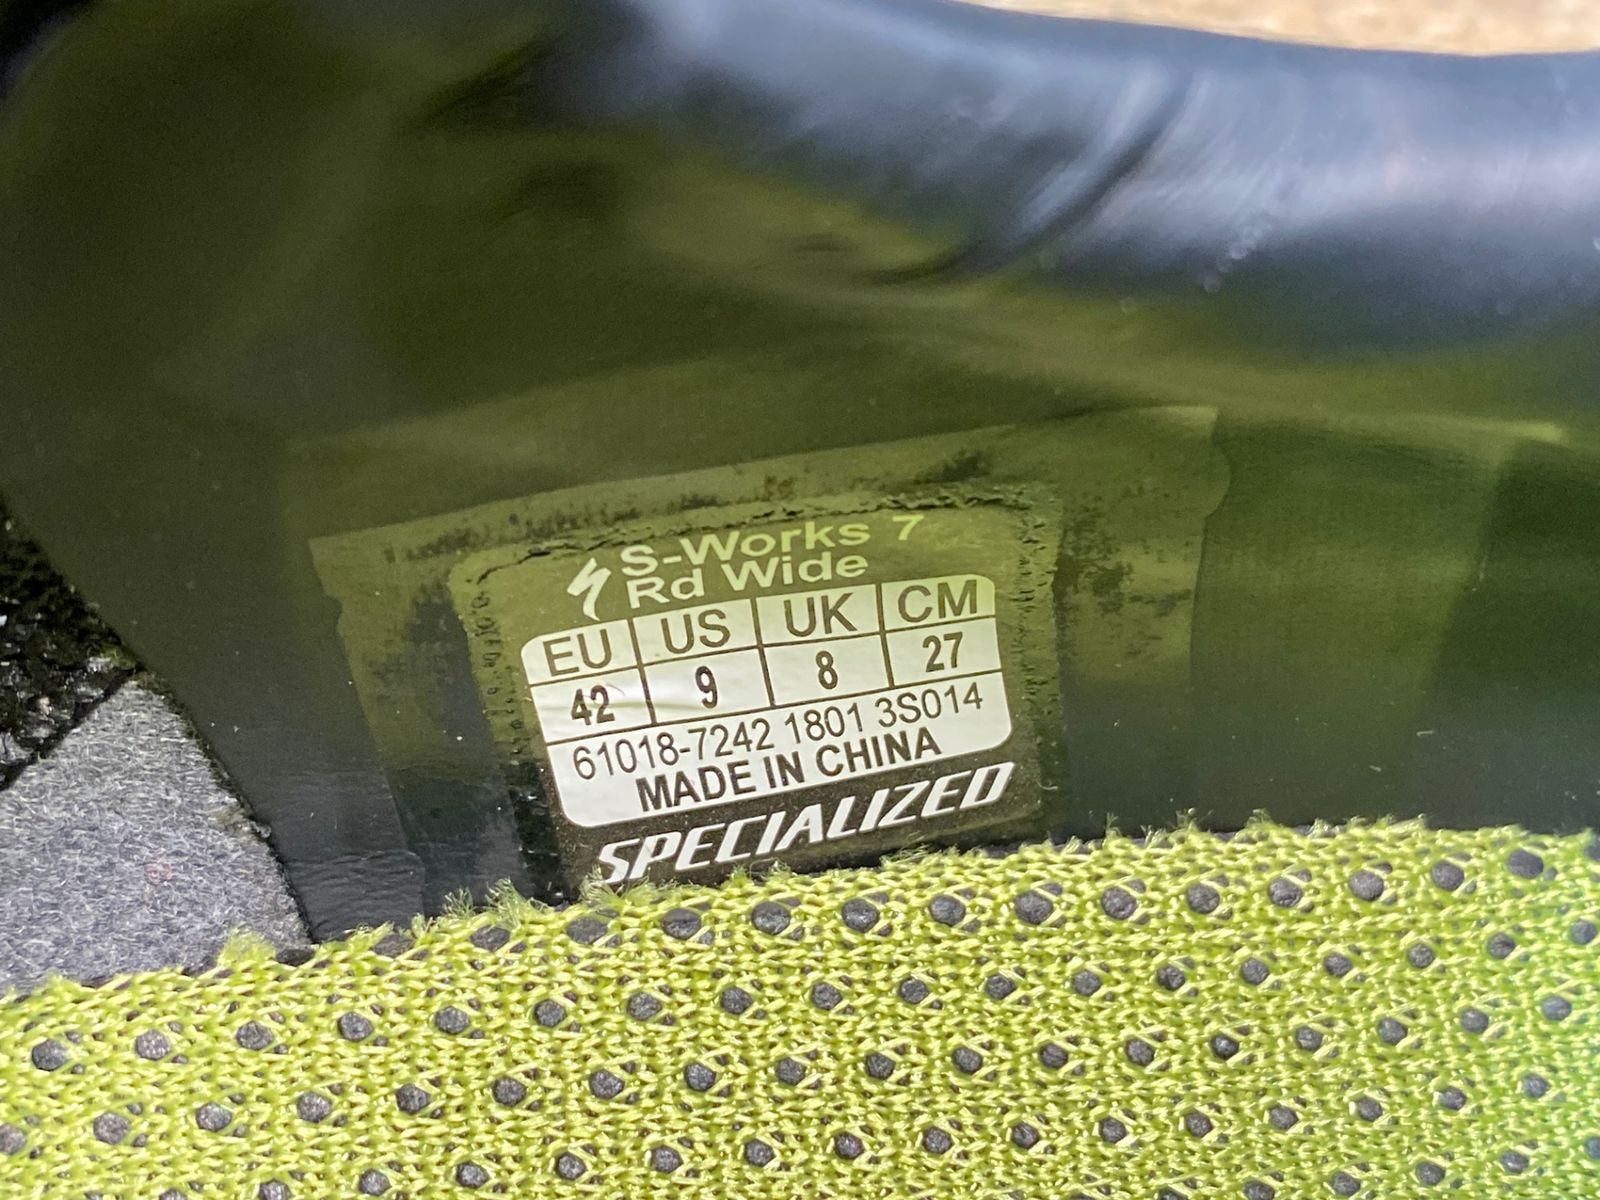 S-Works 7
Rd Wide
EU US UK CM
42 9 8 27
61018-7242 1801 3S014
MADE IN CHINA
SPECIALIZED